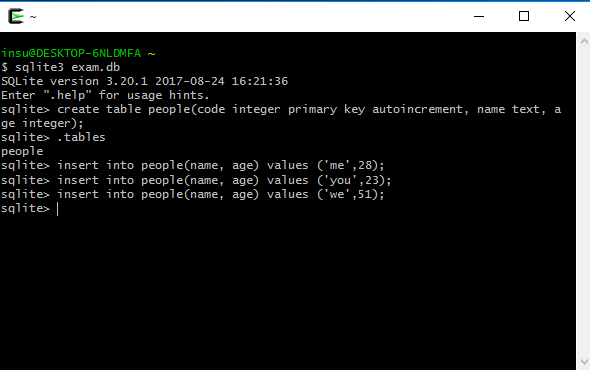 ~
insu@DESKTOP-6NLDMFA ~
$ sqlite3 exam.db
SQLite version 3.20.1 2017-08-24 16:21:36
Enter ".help" for usage hints.
sqlite> create table people(code integer primary key autoincrement, name text, a
ge integer);
sqlite> .tables
people
sqlite> insert into people(name, age) values ('me',28);
sqlite> insert into people(name, age) values ('you',23);
sqlite> insert into people(name, age) values ('we',51);
sqlite>